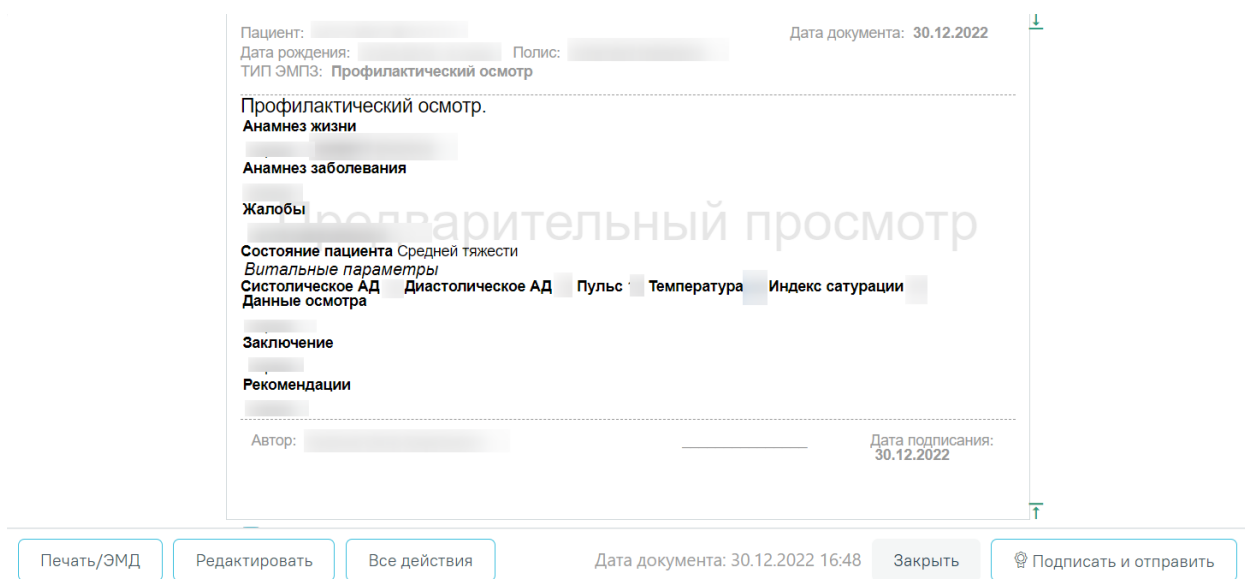 Пациент: Дата документа: 30.12.2022
Дата рождения: Полис:
ТИП ЭМПЗ: Профилактический осмотр
Профилактический осмотр.
Анамнез жизни
Анамнез заболевания
Жалобы
Предварительный просмотр
Состояние пациента Средней тяжести
Витальные параметры
Систолическое АД Диастолическое АД Пульс Температура Индекс сатурации
Данные осмотра
Заключение
Рекомендации
Автор: Дата подписания:
30.12.2022
Печать/ЭМД Редактировать Все действия Дата документа: 30.12.2022 16:48 Закрыть Подписать и отправить